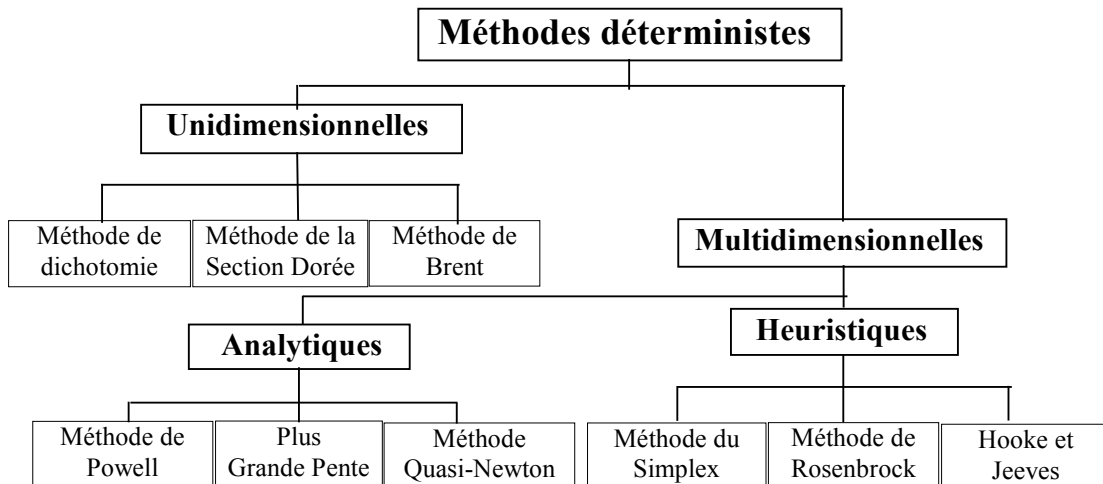 Méthodes déterministes
Unidimensionnelles
Méthode de
dichotomie
Méthode de la
Section Dorée
Méthode de
Brent
Multidimensionnelles
Analytiques
Heuristiques
Méthode de
Powell
Plus
Grande Pente
Méthode
Quasi-Newton
Méthode du
Simplex
Méthode de
Rosenbrock
Hooke et
Jeeves